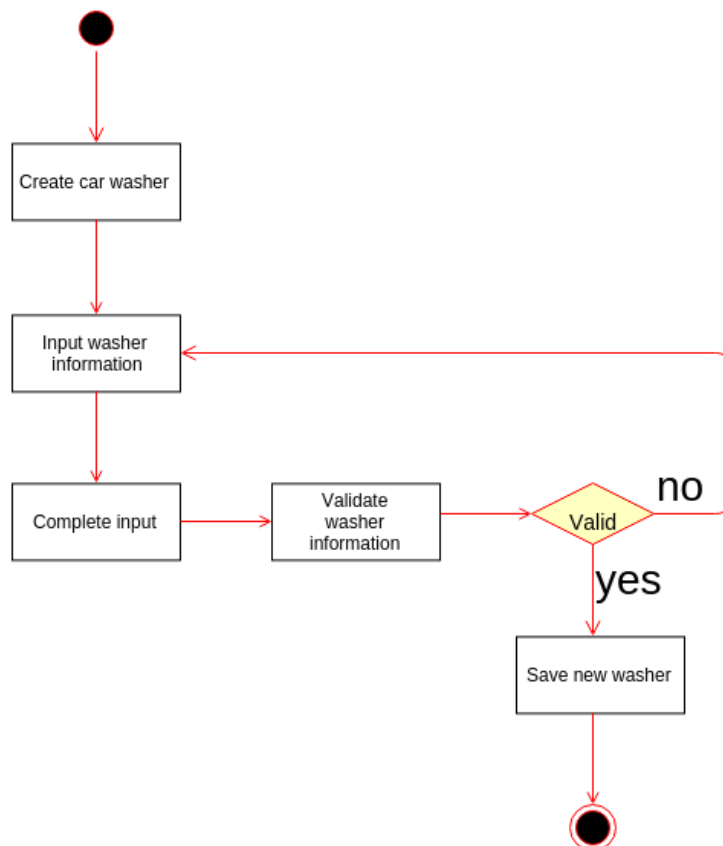 Create car washer
Input washer
information
Complete input
Validate
washer
information
Valid
no
yes
Save new washer